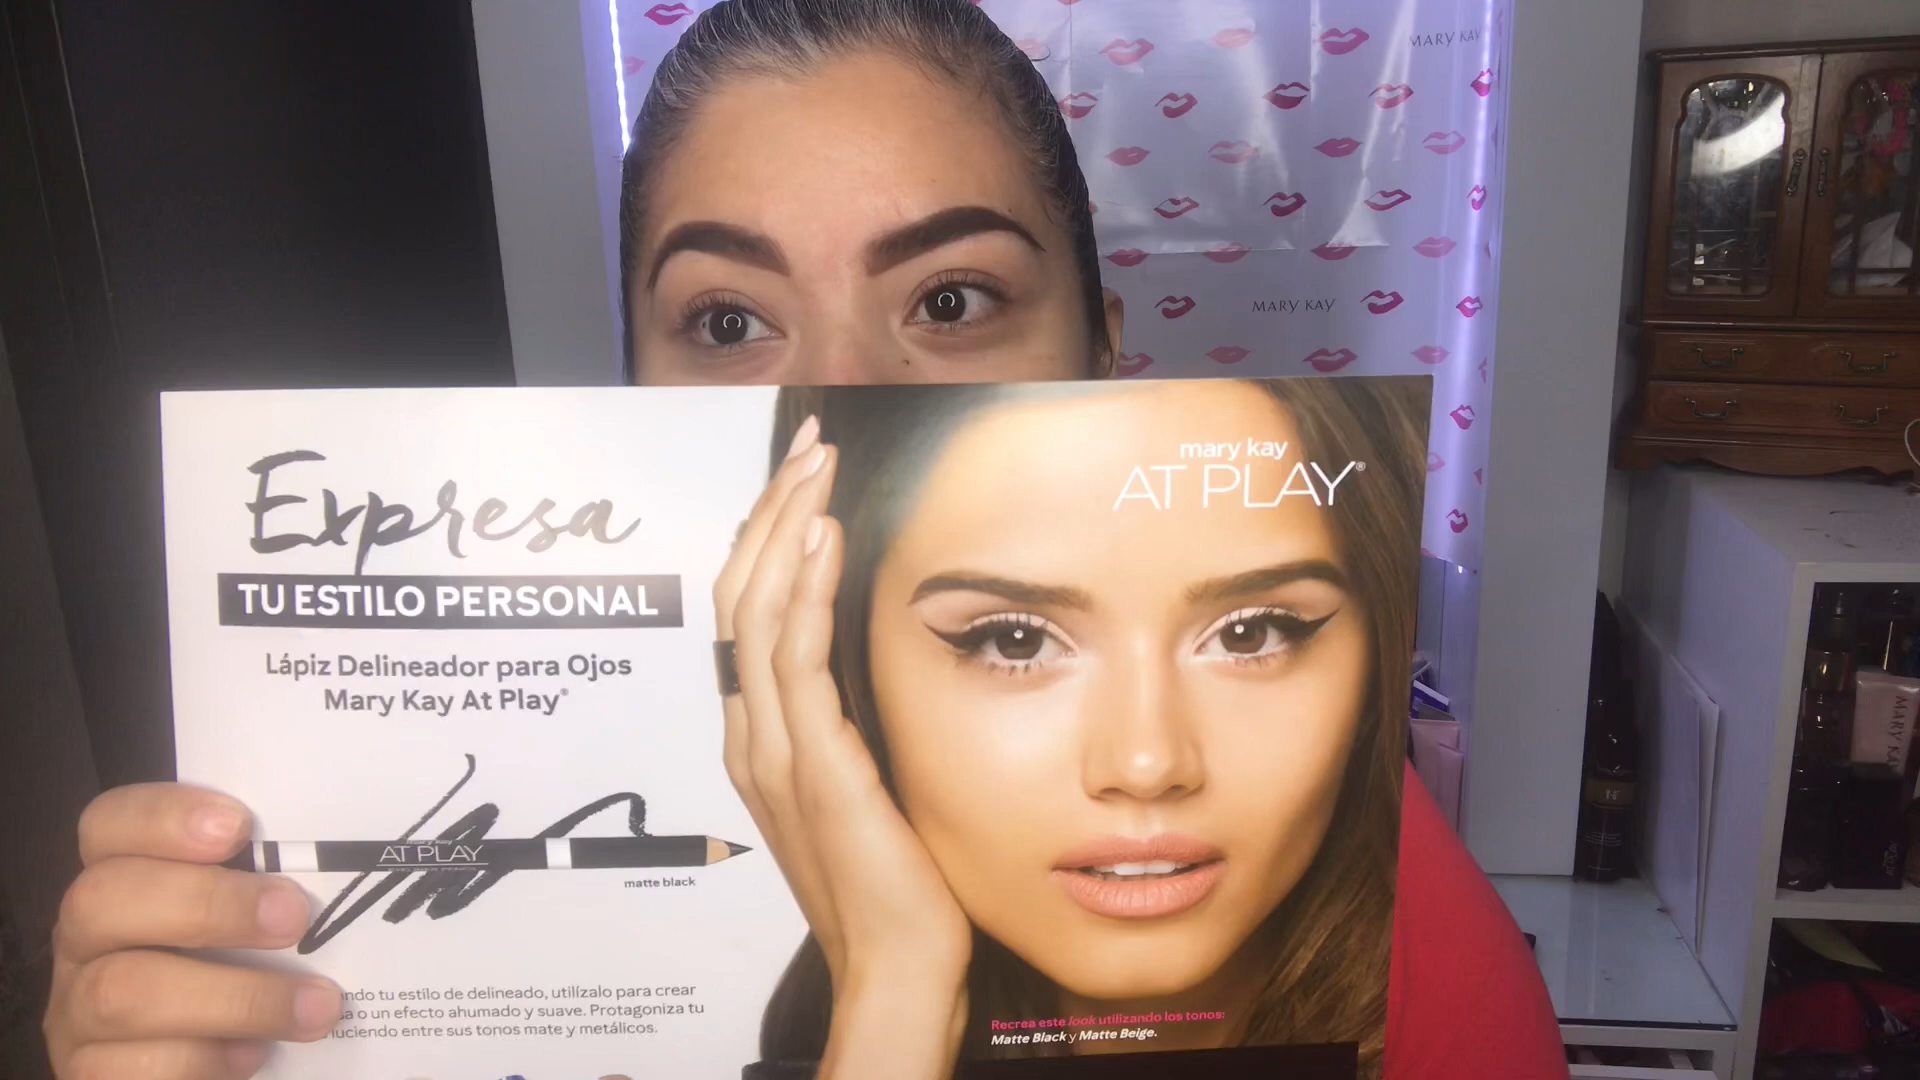 MARY KAY
MARY KAY
Expresa
TU ESTILO PERSONAL
Lápiz Delineador para Ojos
Mary Kay At Play®
AT PLAY
matte black
tu estilo de delineado, utilízalo para crear
o un efecto ahumado y suave. Protagoniza tu
luciendo entre sus tonos mate y metálicos.
mary kay
AT PLAY®
Recrea este look utilizando los tonos:
Matte Black y Matte Beige.
MARY KAY